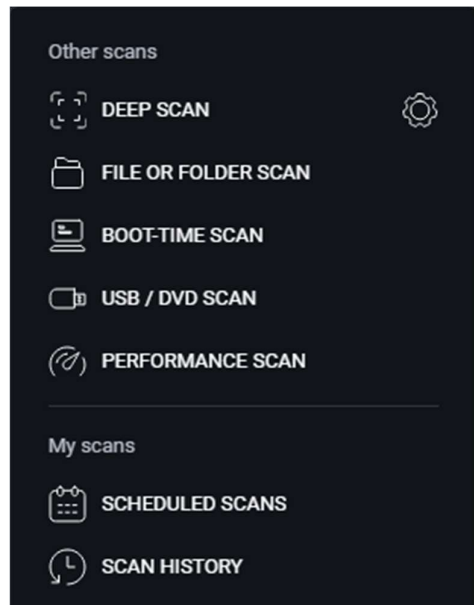 Other scans
DEEP SCAN
FILE OR FOLDER SCAN
BOOT-TIME SCAN
USB / DVD SCAN
PERFORMANCE SCAN
My scans
SCHEDULED SCANS
SCAN HISTORY